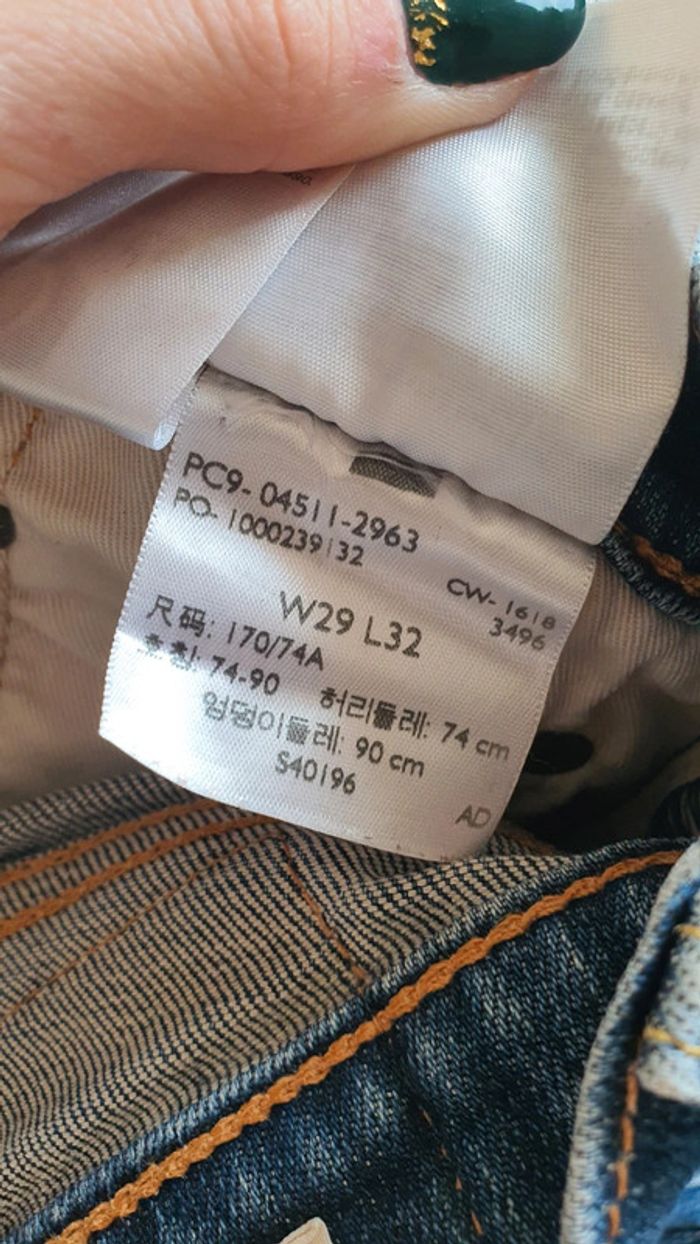 PC9-04511-2963
PO-1000239132
CW-1618
3496
W29 L32
尺码: 170/74A
호칭: 74-90
허리둘레: 74 cm
엉덩이둘레: 90 cm
S40196
AD